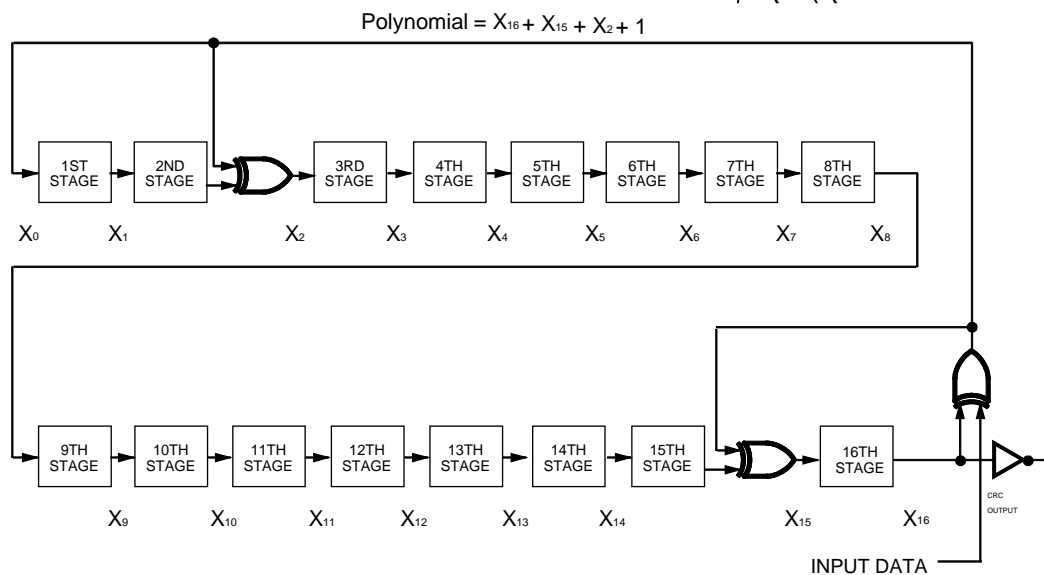 Polynomial = X16 + X15 + X2 + 1
1ST STAGE
2ND STAGE
3RD STAGE
4TH STAGE
5TH STAGE
6TH STAGE
7TH STAGE
8TH STAGE
X0 X1 X2 X3 X4 X5 X6 X7 X8
9TH STAGE
10TH STAGE
11TH STAGE
12TH STAGE
13TH STAGE
14TH STAGE
15TH STAGE
16TH STAGE
CRC
OUTPUT
X9 X10 X11 X12 X13 X14 X15 X16
INPUT DATA